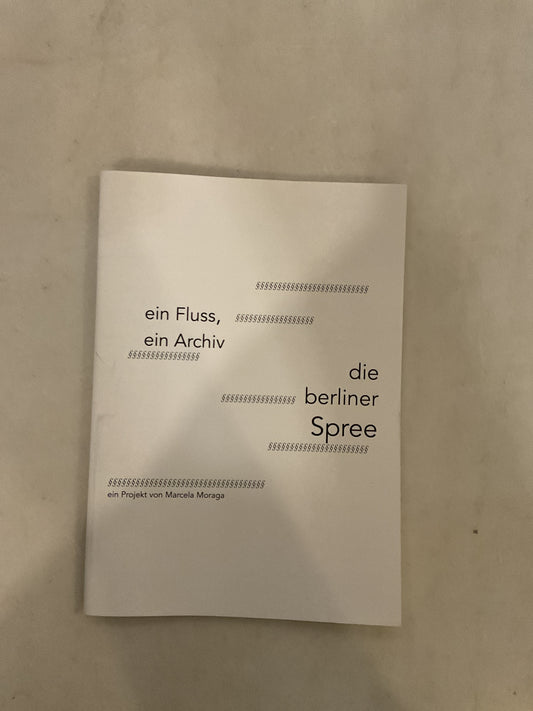 §§§§§§§§§§§§§§§§§§§§§§§§§§
ein Fluss, §§§§§§§§§§§§§§§§§§
ein Archiv
§§§§§§§§§§§§§§§§
die
§§§§§§§§§§§§§§§§§ berliner
Spree
§§§§§§§§§§§§§§§§§§§§§§§
§§§§§§§§§§§§§§§§§§§§§§§§§§§§§§§§§§§
ein Projekt von Marcela Moraga